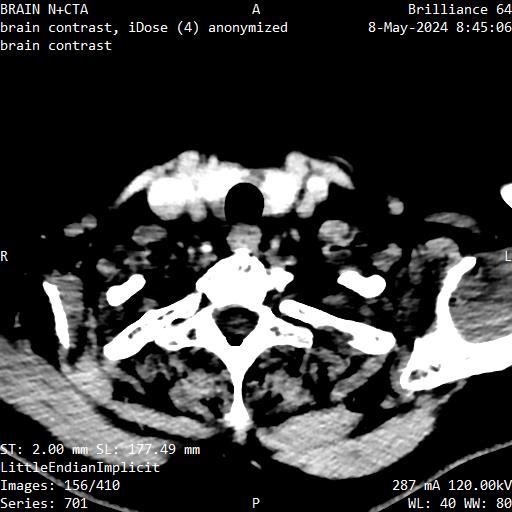 BRAIN N+CTA
A
Brilliance 64
brain contrast, iDose (4) anonymized
8-May-2024 8:45:06
brain contrast
R
L
ST: 2.00 mm SL: 177.49 mm
LittleEndianImplicit
Images: 156/410
287 mA 120.00kV
Series: 701
P
WL: 40 WW: 80